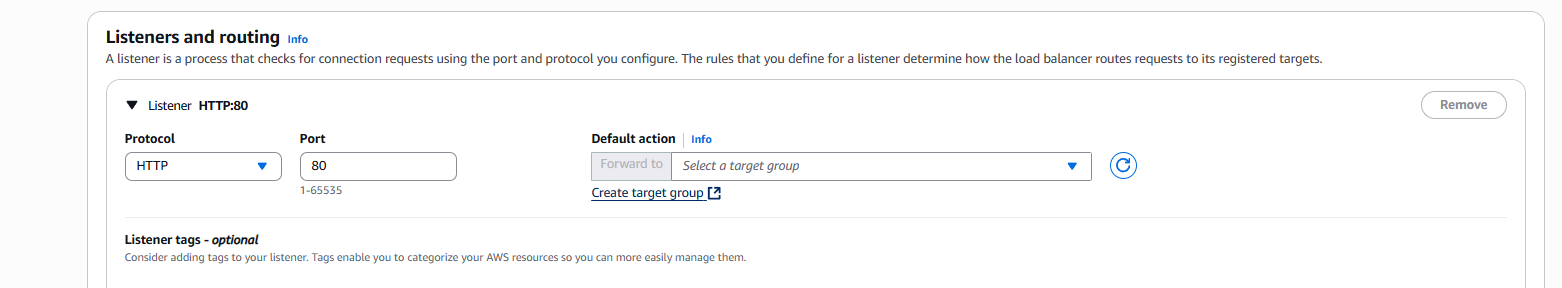 Listeners and routing Info
A listener is a process that checks for connection requests using the port and protocol you configure. The rules that you define for a listener determine how the load balancer routes requests to its registered targets.
Listener HTTP:80
Remove
Protocol Port Default action Info
HTTP 80 Forward to Select a target group
1-65535 Create target group
Listener tags - optional
Consider adding tags to your listener. Tags enable you to categorize your AWS resources so you can more easily manage them.